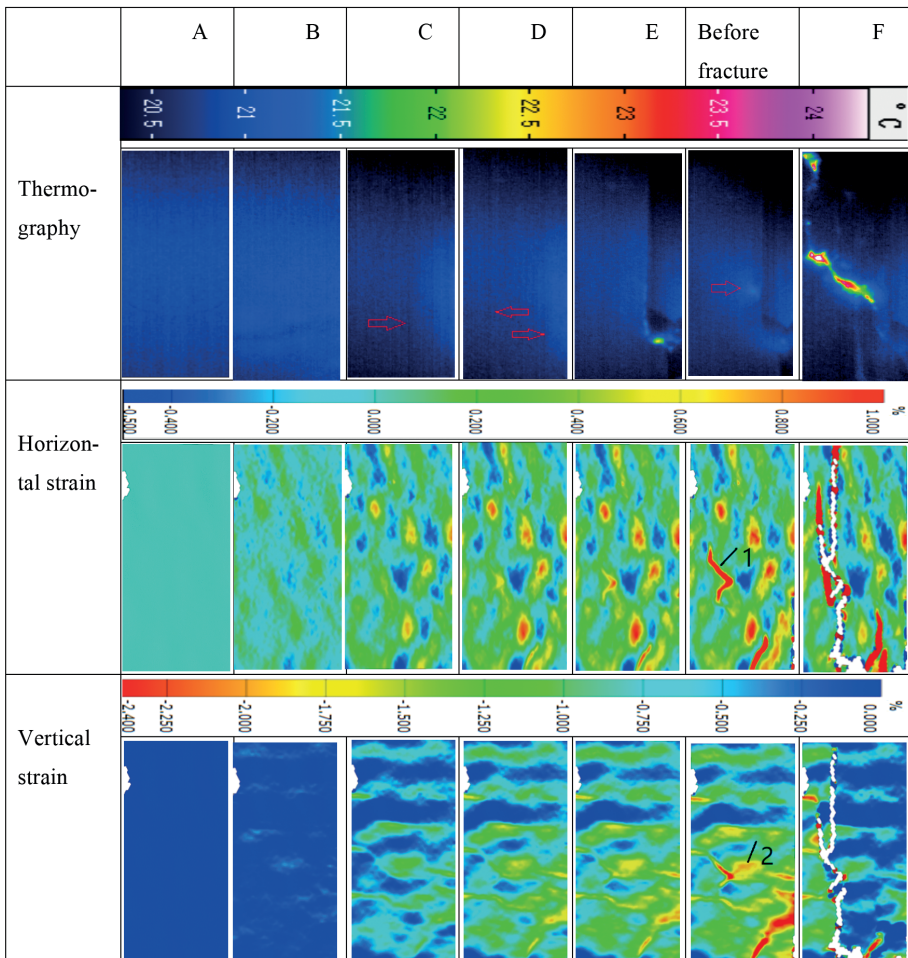 A B C D E Before fracture F
20.5 21 21.5 22 22.5 23 23.5 24 °C
Thermo-
graphy
-0.500 -0.400 -0.200 0.000 0.200 0.400 0.600 0.800 1.000 %
Horizon-
tal strain
1
-2.400 -2.250 -2.000 -1.750 -1.500 -1.250 -1.000 -0.750 -0.500 -0.250 0.000 %
Vertical
strain
2